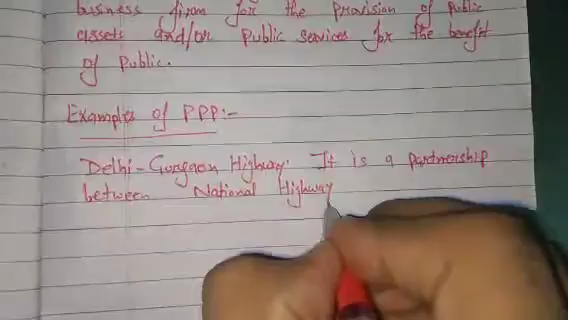 business firm for the provision of public
assets and/or public services for the benefit
of public.
Examples of PPP:-
Delhi-Gurgaon Highway. It is a partnership
between National Highway